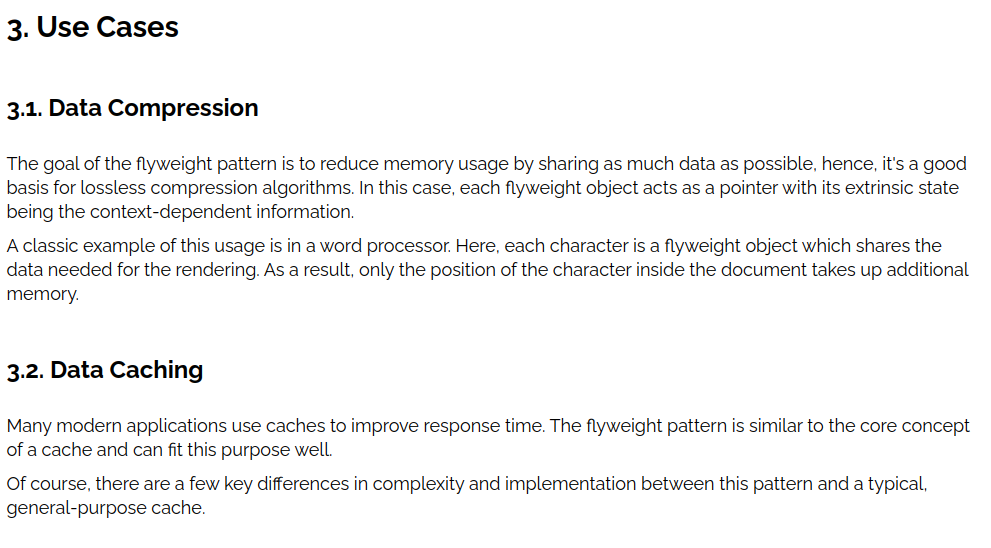 3. Use Cases
3.1. Data Compression
The goal of the flyweight pattern is to reduce memory usage by sharing as much data as possible, hence, it's a good
basis for lossless compression algorithms. In this case, each flyweight object acts as a pointer with its extrinsic state
being the context-dependent information.
A classic example of this usage is in a word processor. Here, each character is a flyweight object which shares the
data needed for the rendering. As a result, only the position of the character inside the document takes up additional
memory.
3.2. Data Caching
Many modern applications use caches to improve response time. The flyweight pattern is similar to the core concept
of a cache and can fit this purpose well.
Of course, there are a few key differences in complexity and implementation between this pattern and a typical,
general-purpose cache.